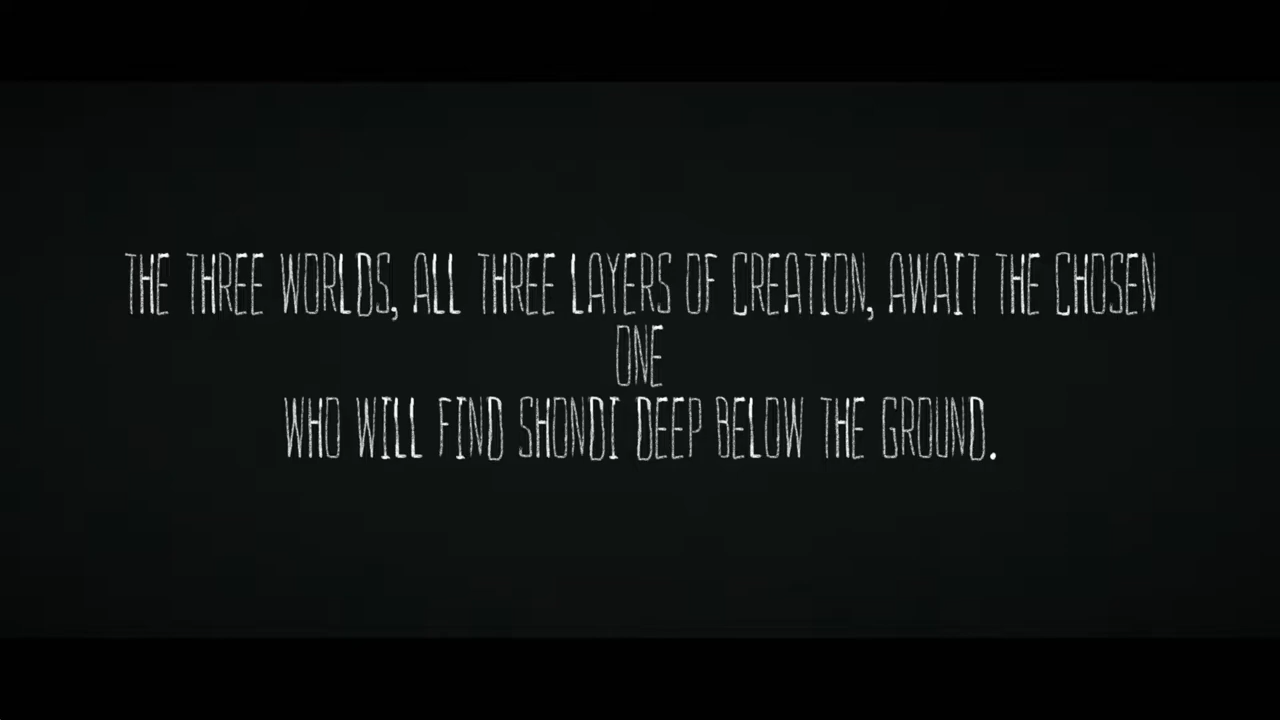 THE THREE WORLDS, ALL THREE LAYERS OF CREATION, AWAIT THE CHOSEN
ONE
WHO WILL FIND SHONDI DEEP BELOW THE GROUND.